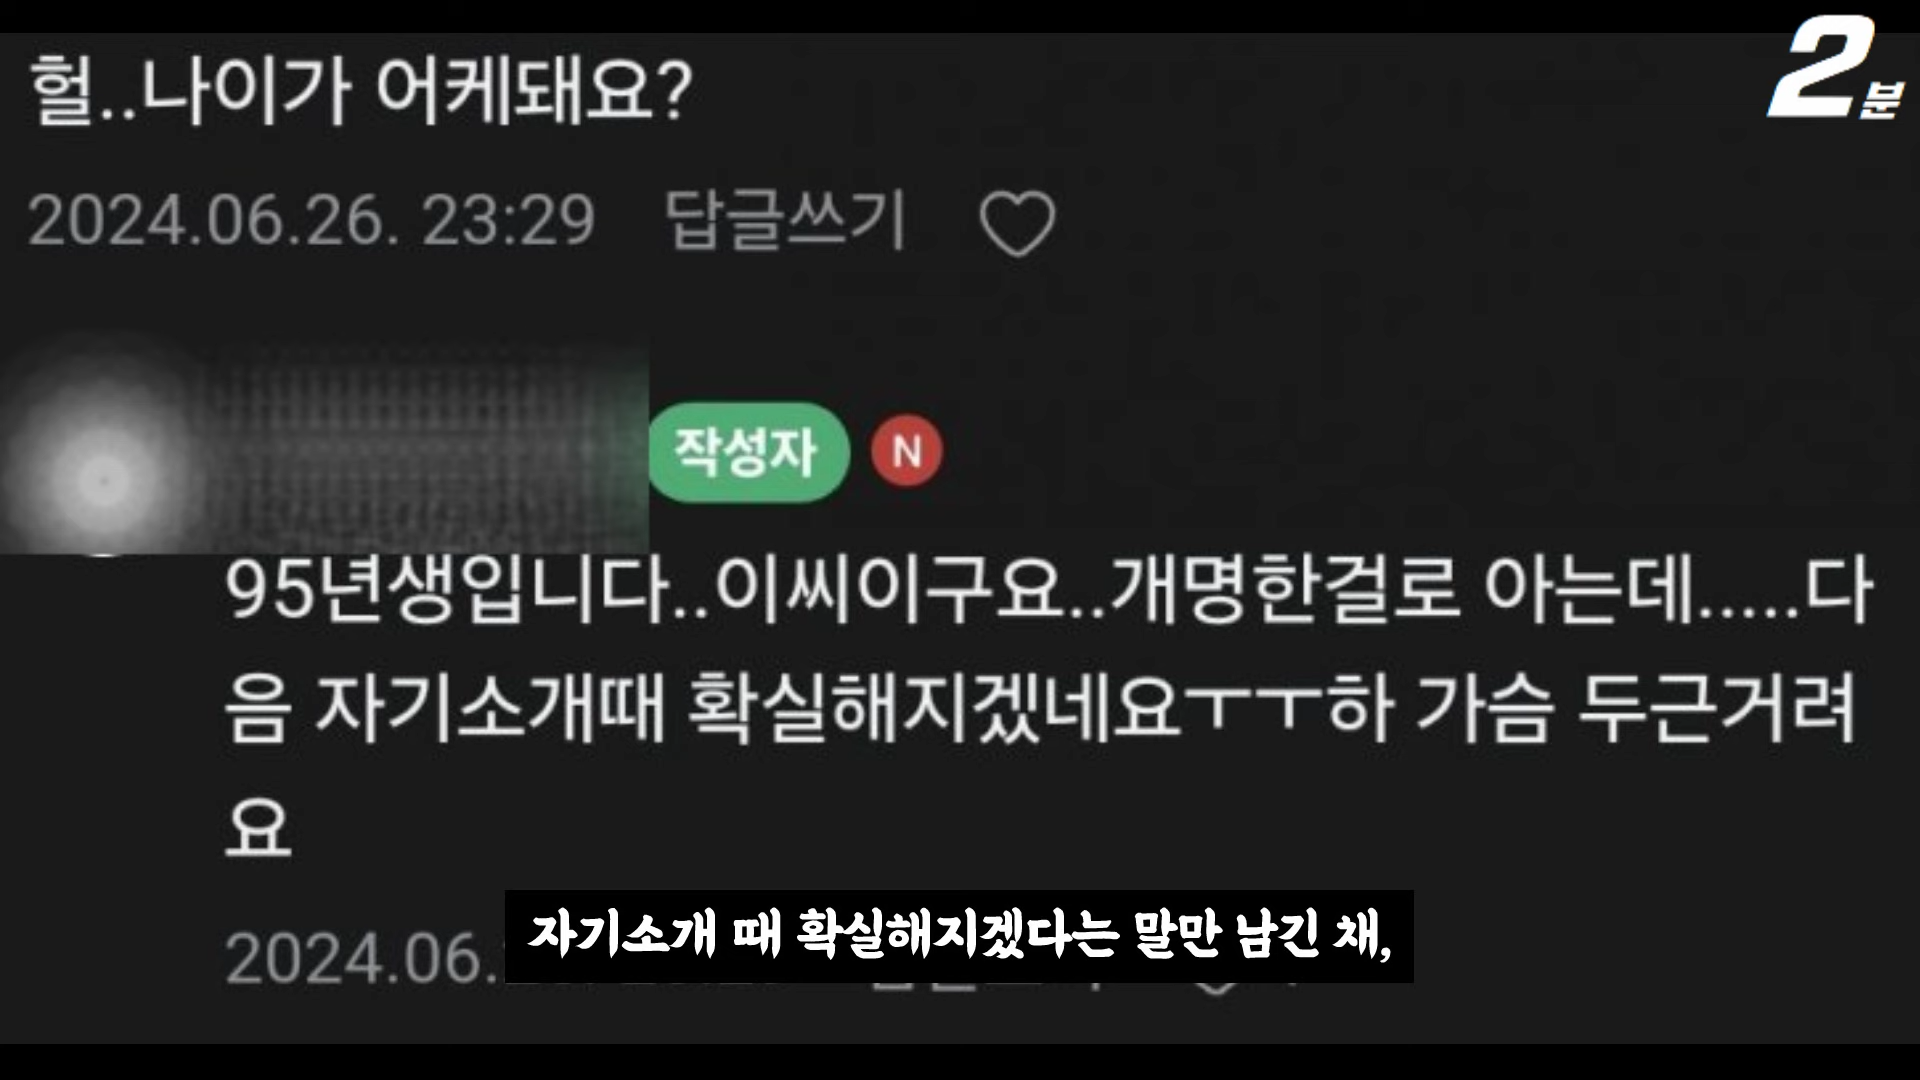 2분
헐..나이가 어케돼요?
2024.06.26. 23:29 답글쓰기
작성자 N
95년생입니다..이씨이구요..개명한걸로 아는데.....다
음 자기소개때 확실해지겠네요ㅜㅜ하 가슴 두근거려
요
2024.06.
자기소개 때 확실해지겠다는 말만 남긴 채,